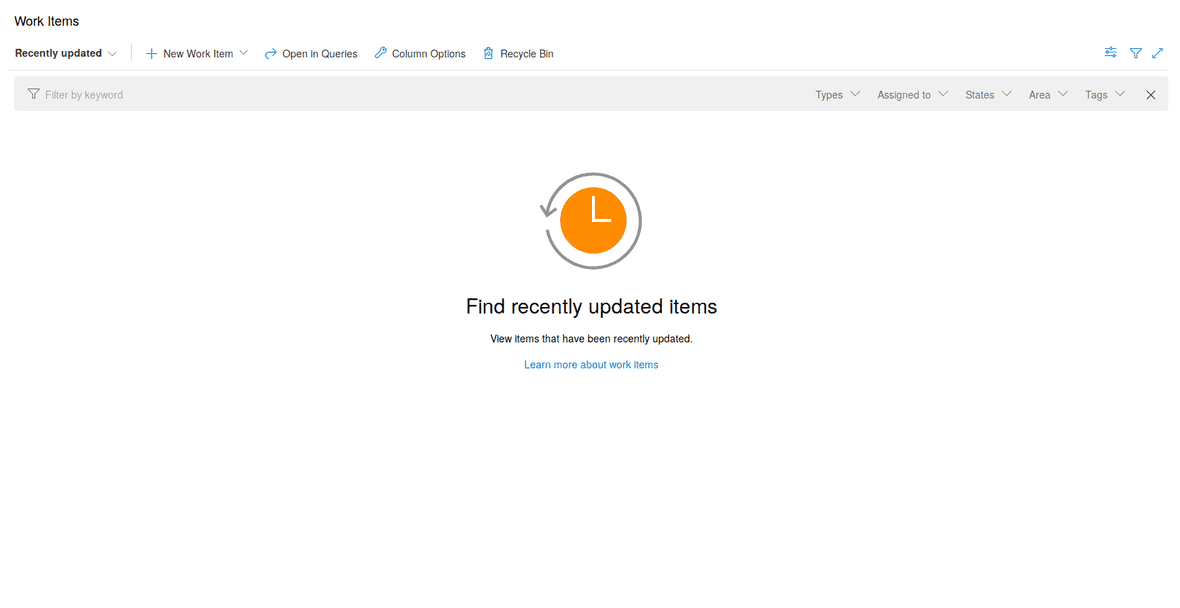 Work Items
Recently updated New Work Item Open in Queries Column Options Recycle Bin
Filter by keyword Types Assigned to States Area Tags
Find recently updated items
View items that have been recently updated.
Learn more about work items